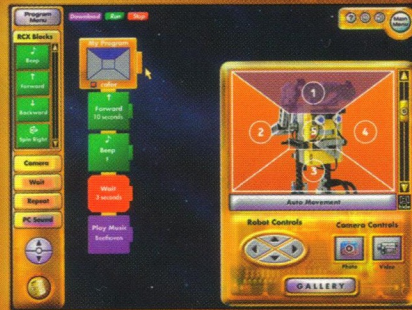 Program
Menu
Download Run Stop
Main
Menu
RCX Blocks
Beep
Forward
Backward
Spin Right
Camera
Wait
Repeat
PC Sound
My Program
color
Forward
10 seconds
Beep
1
Wait
2 seconds
Play Music
Beethoven
1
2
5
4
3
Auto Movement
Robot Controls
Camera Controls
Photo
Video
GALLERY